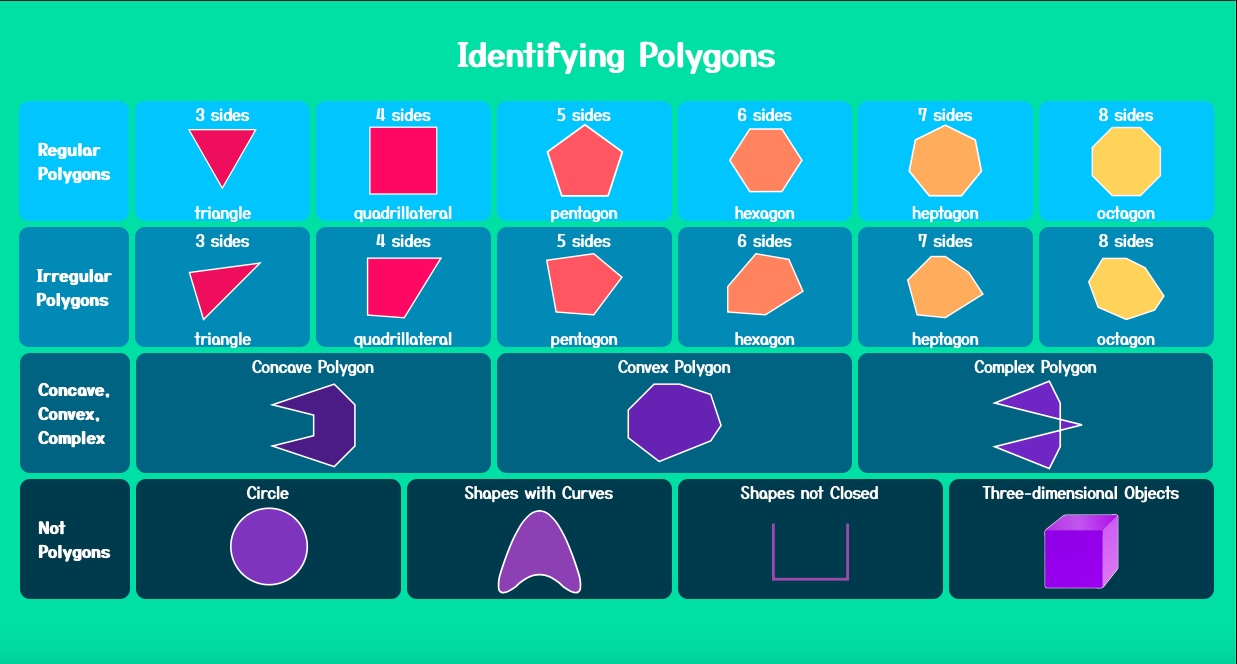 Identifying Polygons
Regular
Polygons
3 sides
triangle
4 sides
quadrillateral
5 sides
pentagon
6 sides
hexagon
7 sides
heptagon
8 sides
octagon
Irregular
Polygons
3 sides
triangle
4 sides
quadrillateral
5 sides
pentagon
6 sides
hexagon
7 sides
heptagon
8 sides
octagon
Concave,
Convex,
Complex
Concave Polygon
Convex Polygon
Complex Polygon
Not
Polygons
Circle
Shapes with Curves
Shapes not Closed
Three-dimensional Objects